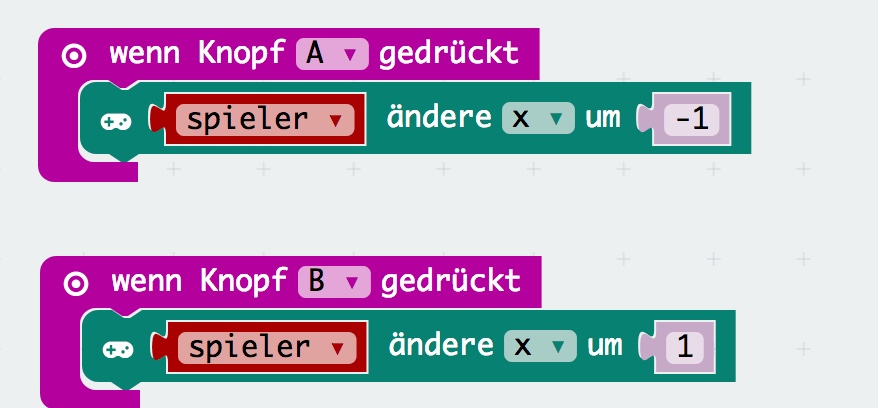 wenn Knopf A gedrückt
spieler ändere x um -1
wenn Knopf B gedrückt
spieler ändere x um 1